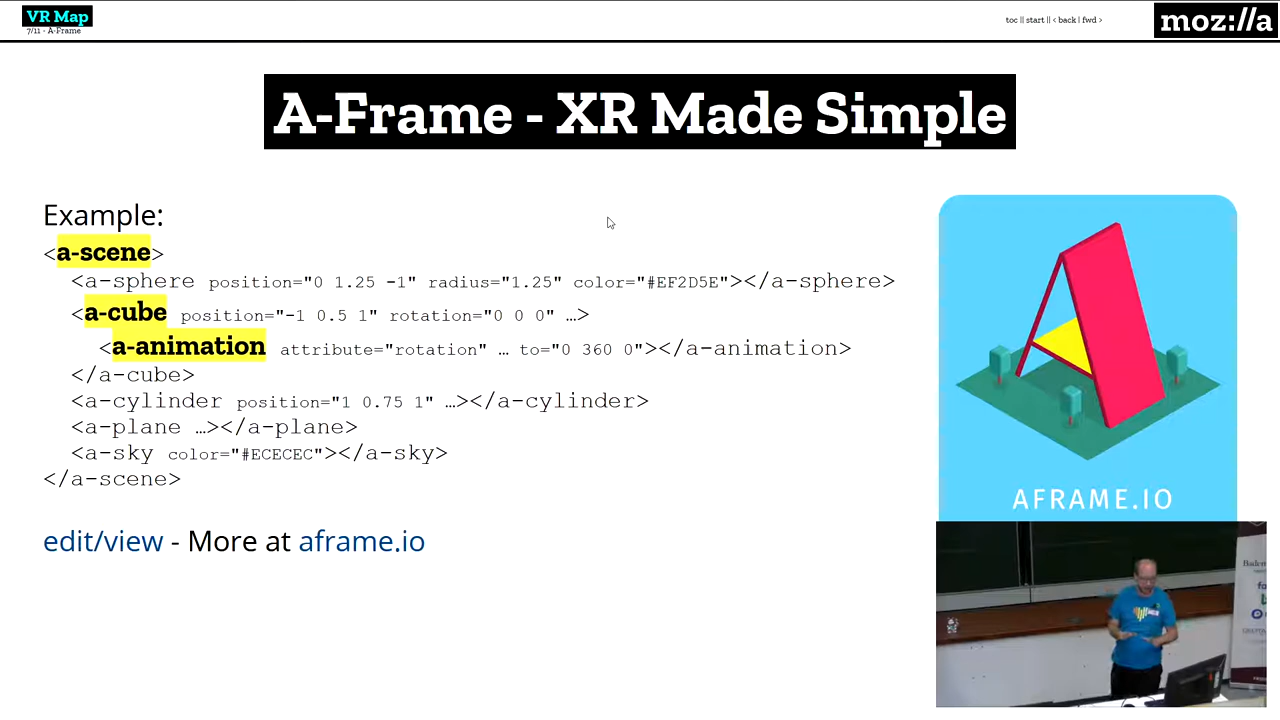 VR Map
7/11 - A-Frame
toc || start || < back | fwd >
moz://a
A-Frame - XR Made Simple
Example:
<a-scene>
<a-sphere position="0 1.25 -1" radius="1.25" color="#EF2D5E"></a-sphere>
<a-cube position="-1 0.5 1" rotation="0 0 0" …>
<a-animation attribute="rotation" … to="0 360 0"></a-animation>
</a-cube>
<a-cylinder position="1 0.75 1" …></a-cylinder>
<a-plane …></a-plane>
<a-sky color="#ECECEC"></a-sky>
</a-scene>
edit/view - More at aframe.io
AFRAME.IO